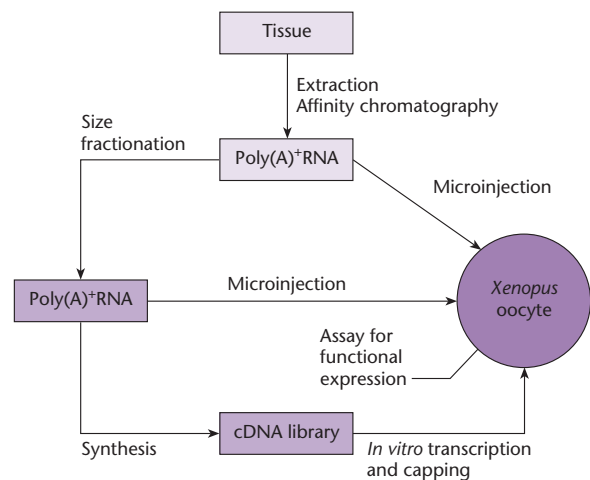 Tissue
Extraction
Affinity chromatography
Size
fractionation
Poly(A)⁺RNA
Microinjection
Poly(A)⁺RNA
Microinjection
Xenopus
oocyte
Assay for
functional
expression
Synthesis
cDNA library
In vitro transcription
and capping